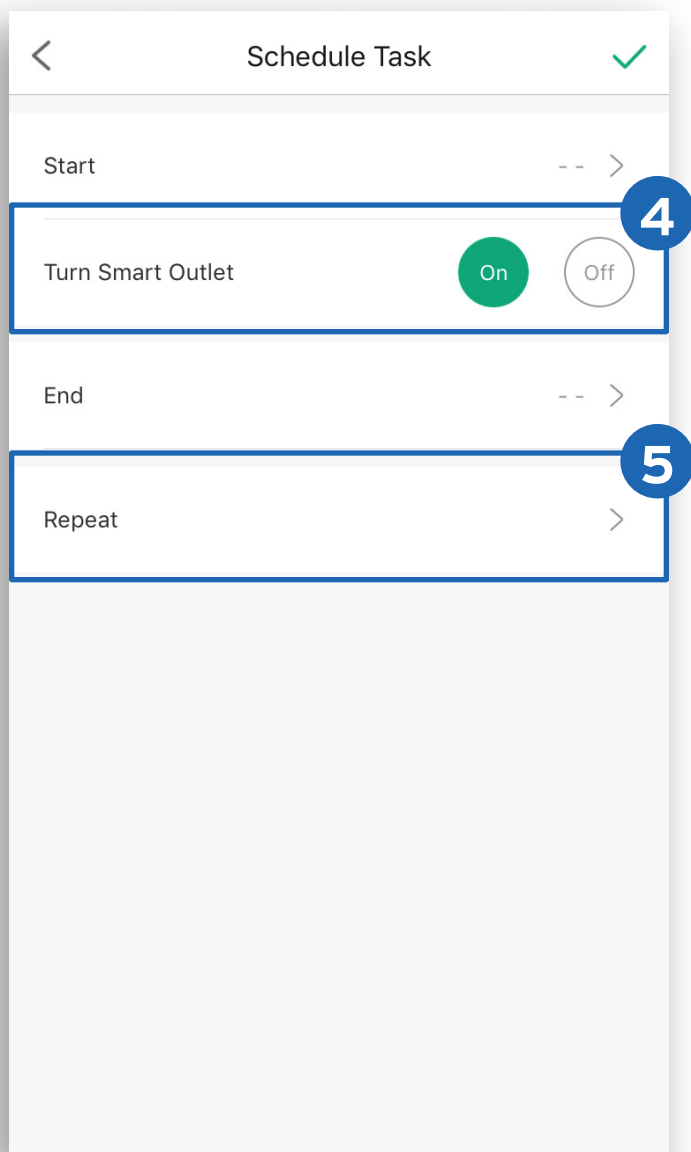 Schedule Task
Start -- 
4
Turn Smart Outlet On Off
End --
5
Repeat